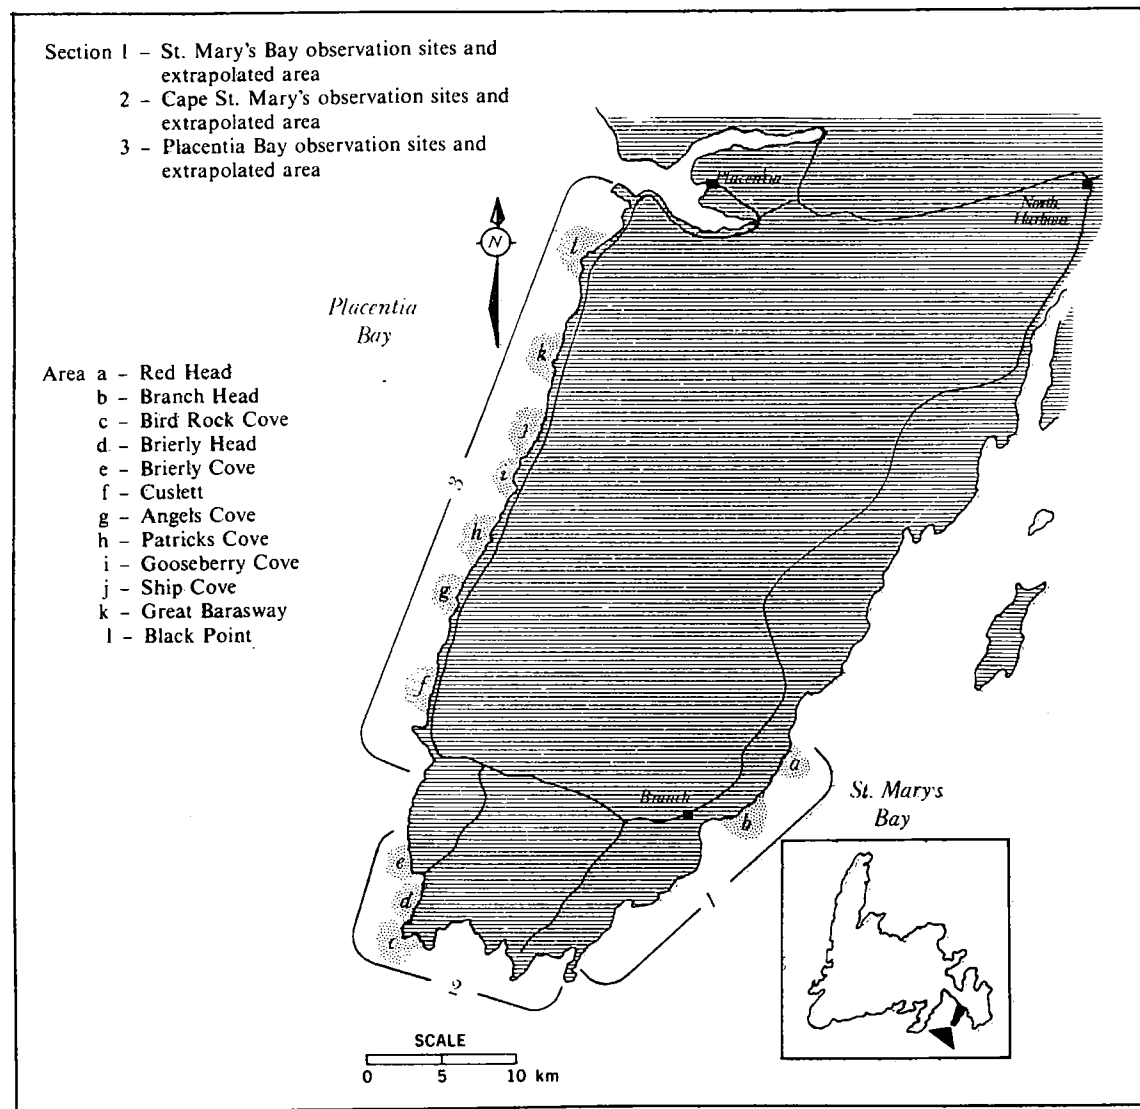 Section 1 – St. Mary's Bay observation sites and
extrapolated area
2 – Cape St. Mary's observation sites and
extrapolated area
3 – Placentia Bay observation sites and
extrapolated area
Placentia
North
Harbour
N
l
Placentia
Bay
k
Area a – Red Head
b – Branch Head
c – Bird Rock Cove
d – Brierly Head
e – Brierly Cove
f – Cuslett
g – Angels Cove
h – Patricks Cove
i – Gooseberry Cove
j – Ship Cove
k – Great Barasway
l – Black Point
j
i
3
h
g
f
a
Branch
b
St. Mary's
Bay
e
d
c
1
2
SCALE
0 5 10 km